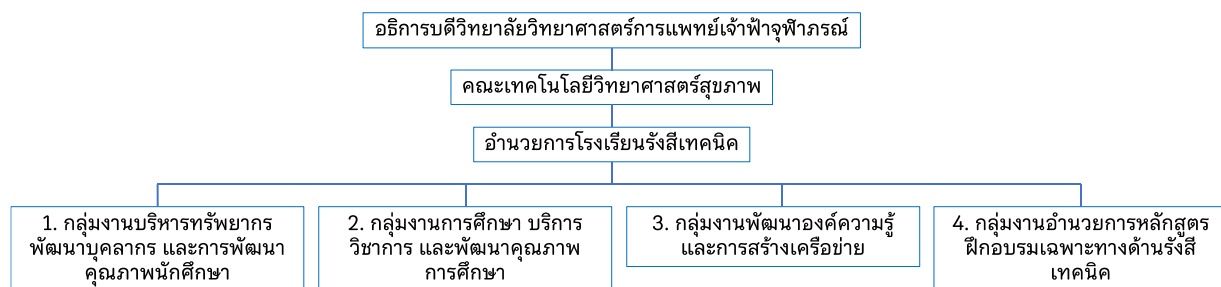 อธิการบดีวิทยาลัยวิทยาศาสตร์การแพทย์เจ้าฟ้าจุฬาภรณ์
คณะเทคโนโลยีวิทยาศาสตร์สุขภาพ
อำนวยการโรงเรียนรังสีเทคนิค
1. กลุ่มงานบริหารทรัพยากร
พัฒนาบุคลากร และการพัฒนา
คุณภาพนักศึกษา
2. กลุ่มงานการศึกษา บริการ
วิชาการ และพัฒนาคุณภาพ
การศึกษา
3. กลุ่มงานพัฒนาองค์ความรู้
และการสร้างเครือข่าย
4. กลุ่มงานอำนวยการหลักสูตร
ฝึกอบรมเฉพาะทางด้านรังสี
เทคนิค